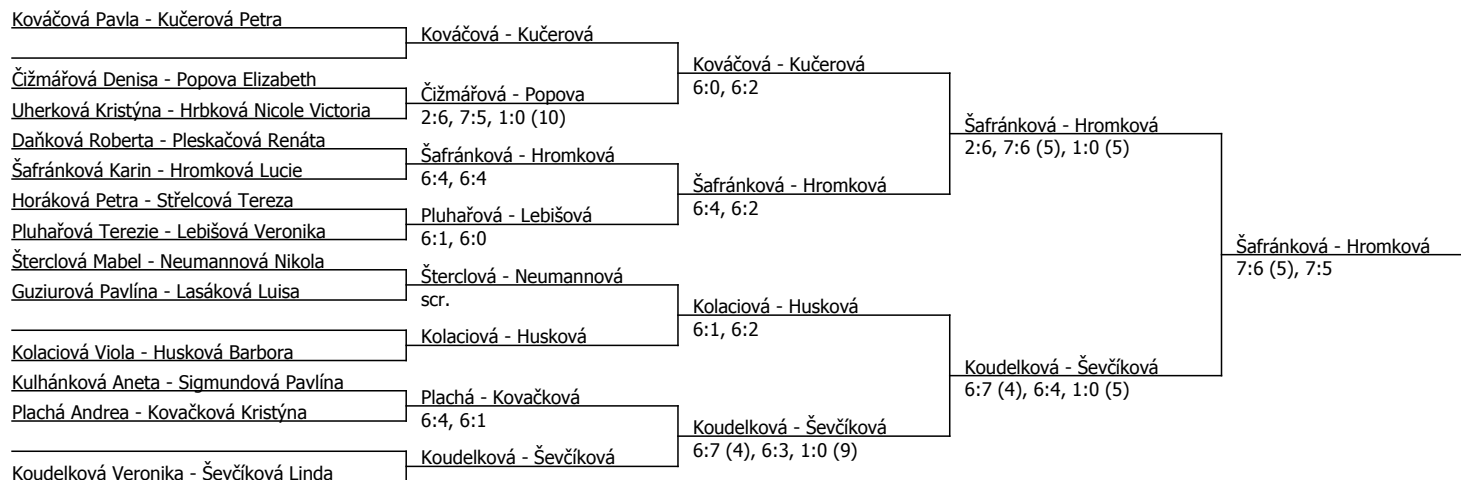 Kováčová Pavla - Kučerová Petra
Čižmářová Denisa - Popova Elizabeth
Uherková Kristýna - Hrbková Nicole Victoria
Daňková Roberta - Pleskačová Renáta
Šafránková Karin - Hromková Lucie
Horáková Petra - Střelcová Tereza
Pluhařová Terezie - Lebišová Veronika
Šterclová Mabel - Neumannová Nikola
Guziurová Pavlína - Lasáková Luisa
Kolaciová Viola - Husková Barbora
Kulhánková Aneta - Sigmundová Pavlína
Plachá Andrea - Kovačková Kristýna
Koudelková Veronika - Ševčíková Linda
Kováčová - Kučerová
Čižmářová - Popova
2:6, 7:5, 1:0 (10)
Šafránková - Hromková
6:4, 6:4
Pluhařová - Lebišová
6:1, 6:0
Šterclová - Neumannová
scr.
Kolaciová - Husková
Plachá - Kovačková
6:4, 6:1
Koudelková - Ševčíková
Kováčová - Kučerová
6:0, 6:2
Šafránková - Hromková
6:4, 6:2
Kolaciová - Husková
6:1, 6:2
Koudelková - Ševčíková
6:7 (4), 6:3, 1:0 (9)
Šafránková - Hromková
2:6, 7:6 (5), 1:0 (5)
Koudelková - Ševčíková
6:7 (4), 6:4, 1:0 (5)
Šafránková - Hromková
7:6 (5), 7:5